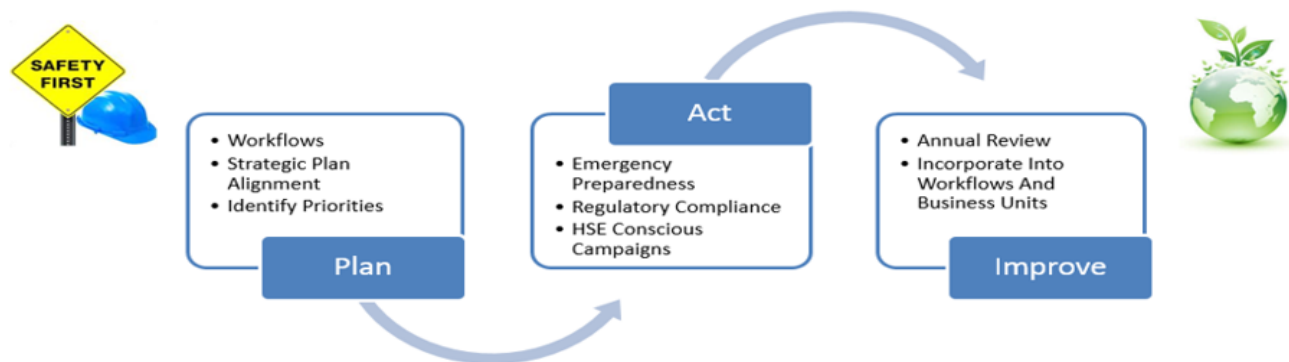 SAFETY
FIRST
• Workflows
• Strategic Plan
Alignment
• Identify Priorities
Plan
Act
• Emergency
Preparedness
• Regulatory Compliance
• HSE Conscious
Campaigns
• Annual Review
• Incorporate Into
Workflows And
Business Units
Improve